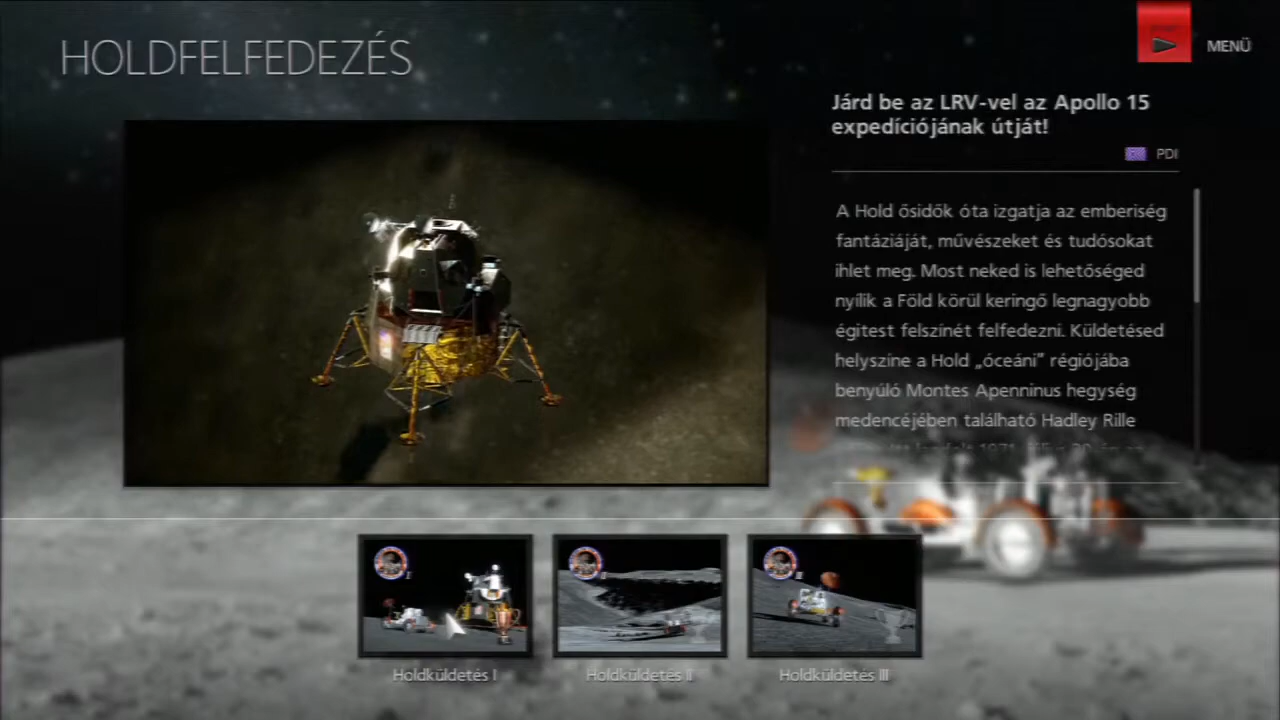 HOLDFELFEDEZÉS
MENÜ
Járd be az LRV-vel az Apollo 15
expedíciójának útját!
PDI
A Hold ősidők óta izgatja az emberiség
fantáziáját, művészeket és tudósokat
ihlet meg. Most neked is lehetőséged
nyílik a Föld körül keringő legnagyobb
égitest felszínét felfedezni. Küldetésed
helyszíne a Hold „óceáni” régiójába
benyúló Montes Apenninus hegység
medencéjében található Hadley Rille
Holdküldetés I
Holdküldetés II
Holdküldetés III